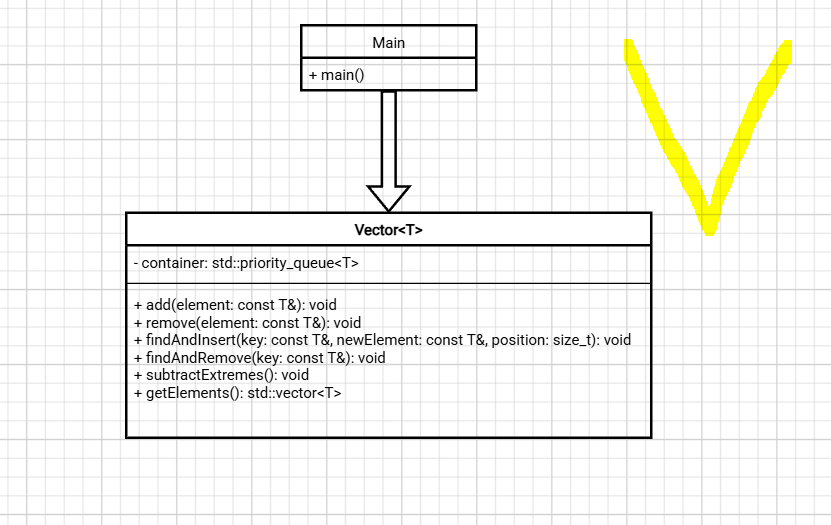 Main
+ main()
V
Vector<T>
- container: std::priority_queue<T>
+ add(element: const T&): void
+ remove(element: const T&): void
+ findAndInsert(key: const T&, newElement: const T&, position: size_t): void
+ findAndRemove(key: const T&): void
+ subtractExtremes(): void
+ getElements(): std::vector<T>